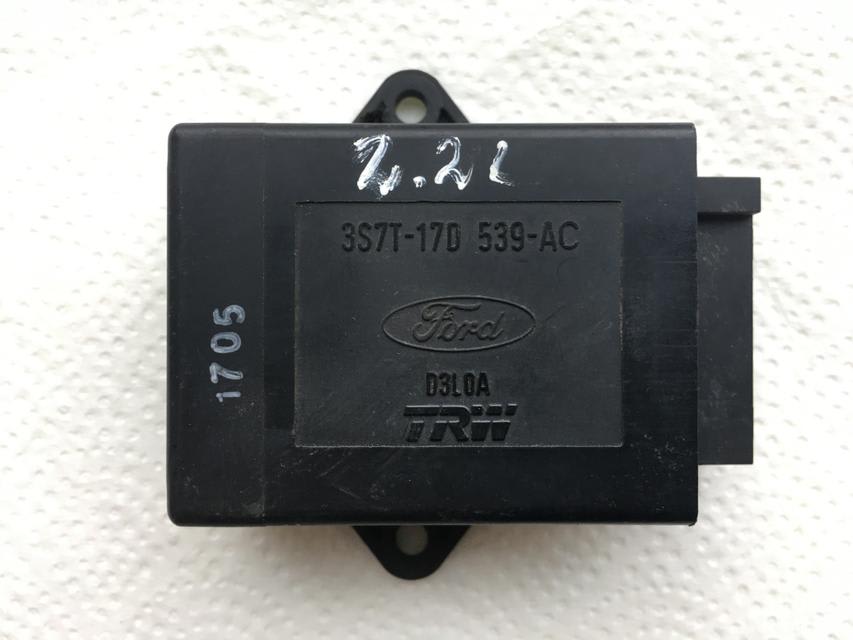 2.2L
3S7T-17D 539-AC
Ford
D3L0A
TRW
1705